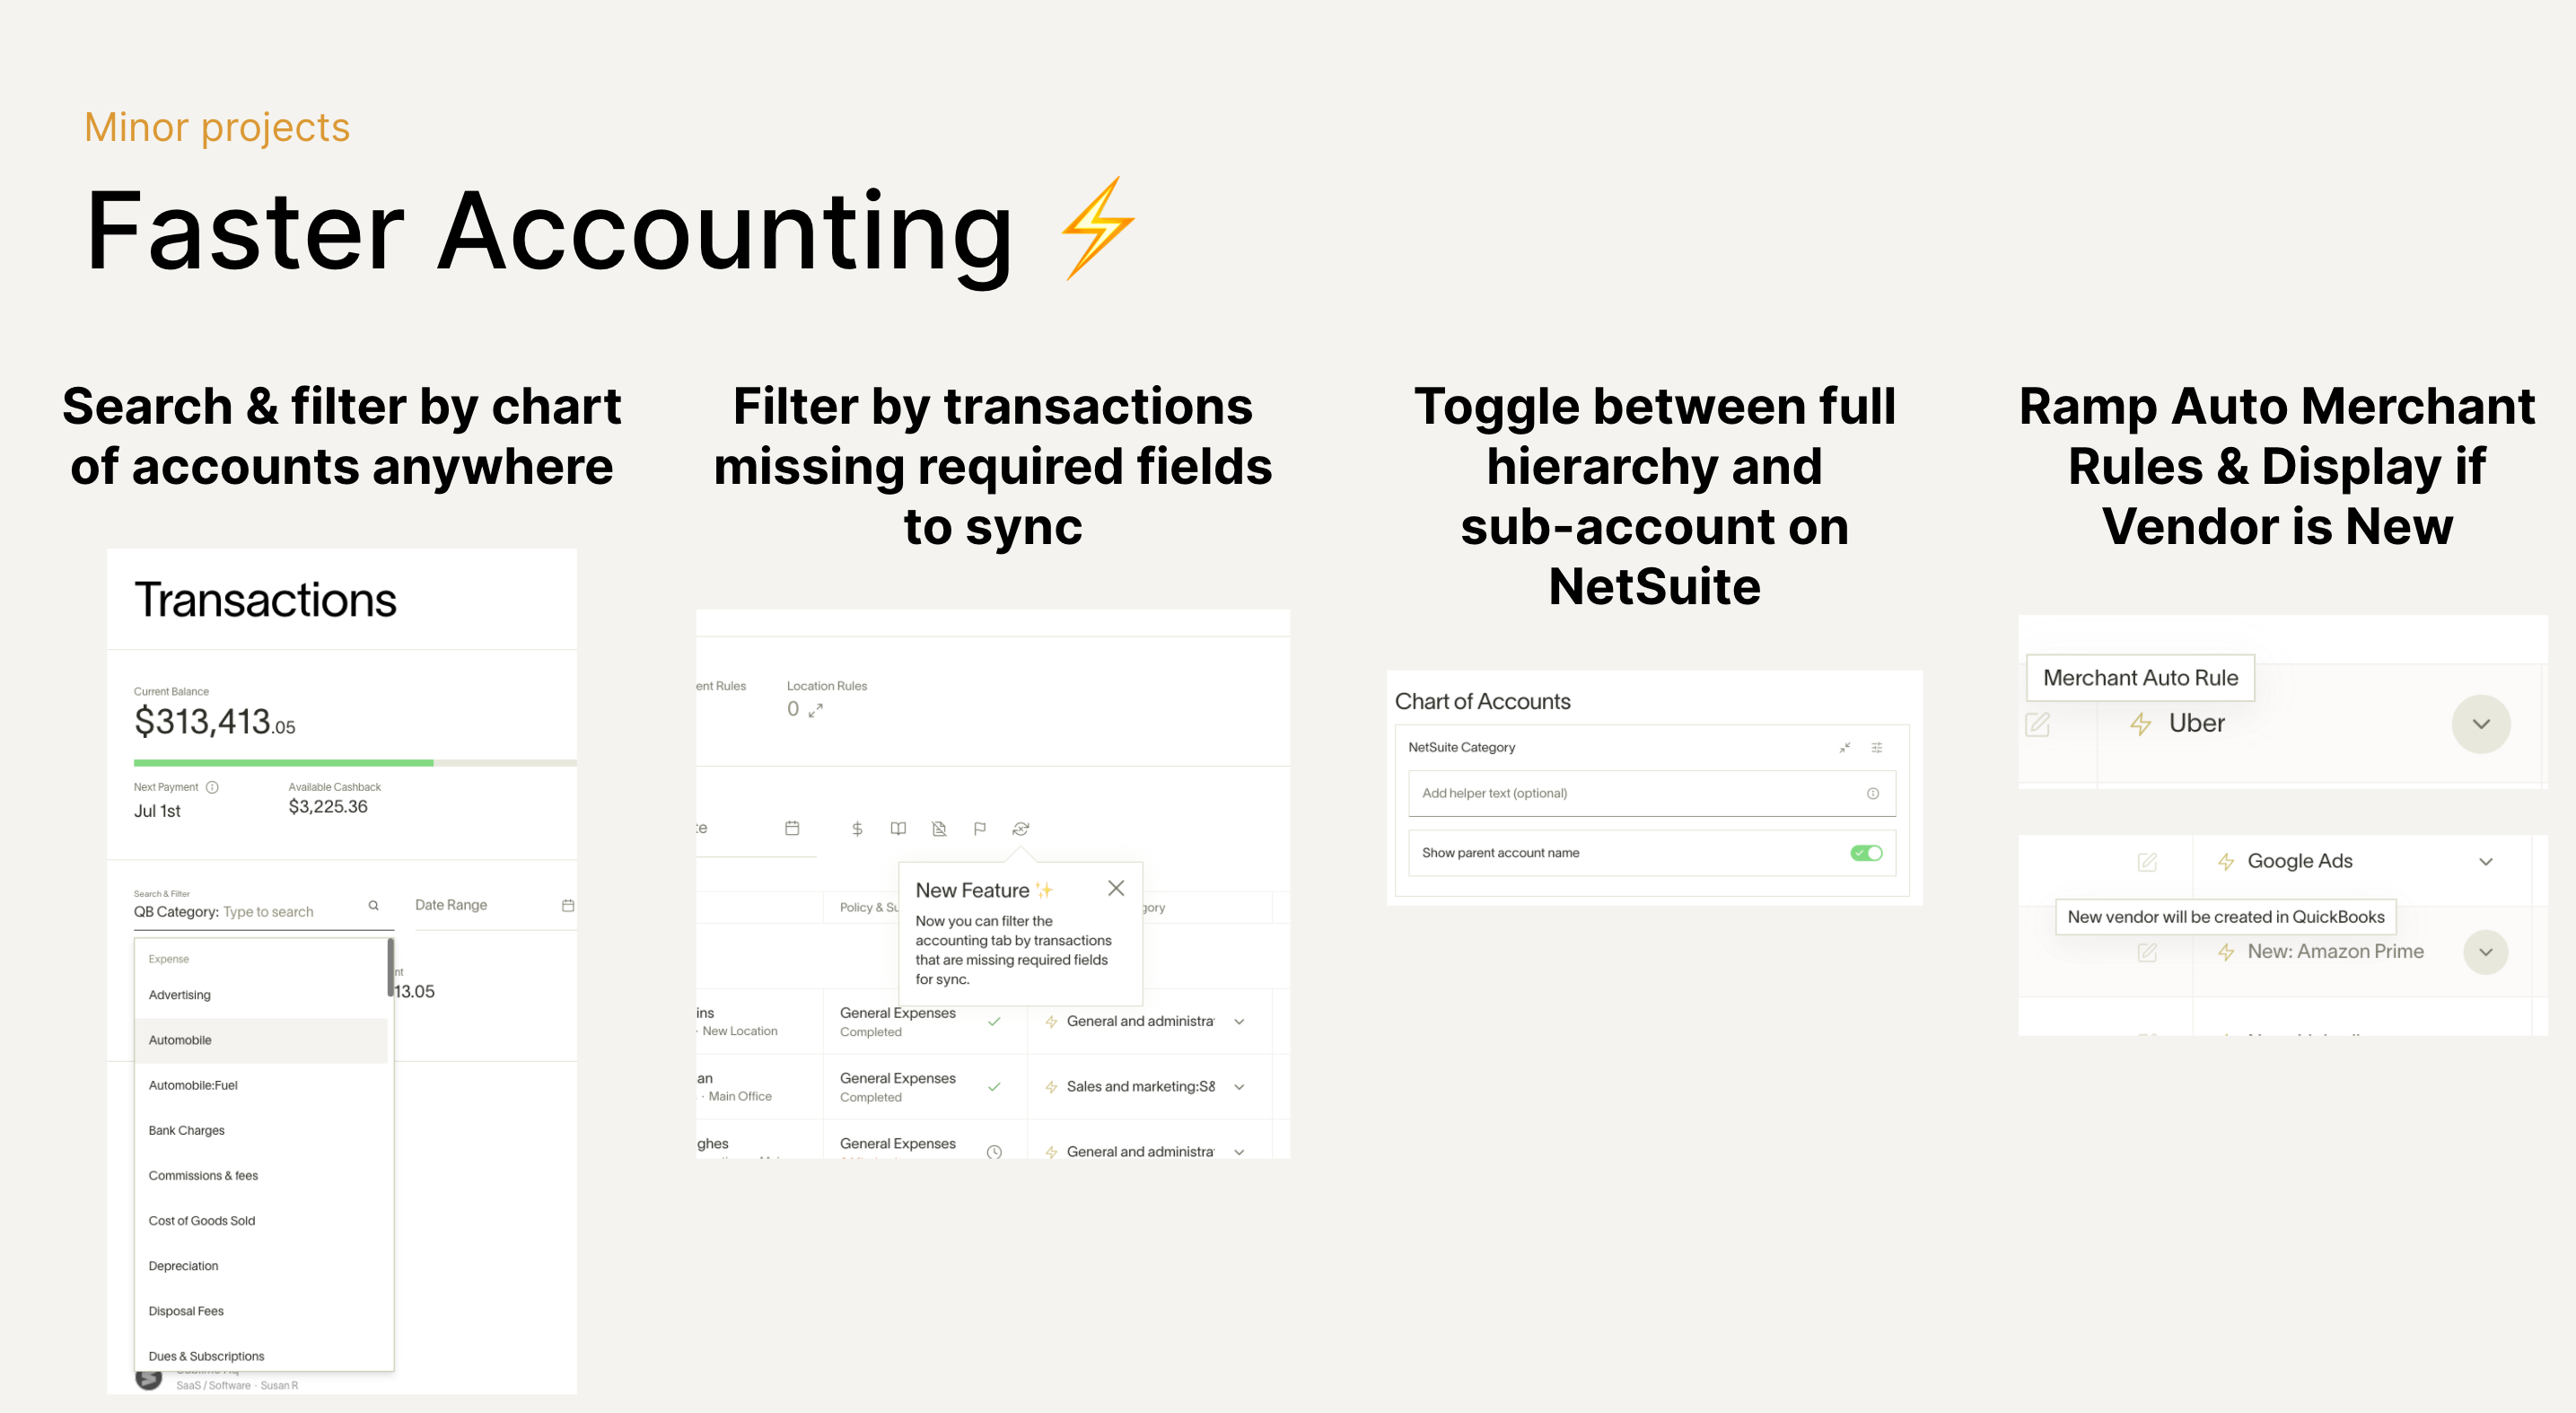 Minor projects
Faster Accounting ⚡
Search & filter by chart
of accounts anywhere
Transactions
Current Balance
$313,413.05
Next Payment
Jul 1st
Available Cashback
$3,225.36
Search & Filter
QB Category: Type to search
Date Range
Expense
Advertising
Automobile
Automobile:Fuel
Bank Charges
Commissions & fees
Cost of Goods Sold
Depreciation
Disposal Fees
Dues & Subscriptions
nt
13.05
SaaS / Software · Susan R
Filter by transactions
missing required fields
to sync
ent Rules
Location Rules
0
te
New Feature ✨
Now you can filter the
accounting tab by transactions
that are missing required fields
for sync.
Policy & Su
gory
ins
· New Location
General Expenses
Completed
General and administra
an
· Main Office
General Expenses
Completed
Sales and marketing:S&
ghes
General Expenses
General and administra
Toggle between full
hierarchy and
sub-account on
NetSuite
Chart of Accounts
NetSuite Category
Add helper text (optional)
Show parent account name
Ramp Auto Merchant
Rules & Display if
Vendor is New
Merchant Auto Rule
Uber
Google Ads
New vendor will be created in QuickBooks
New: Amazon Prime